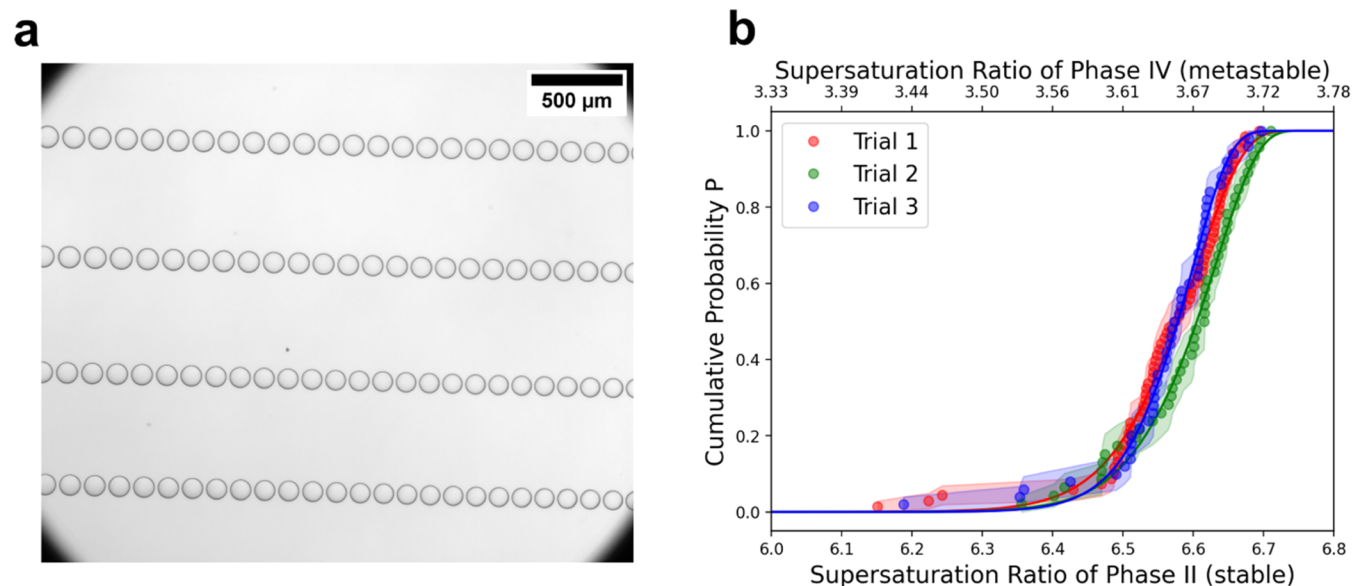 a
500 μm
b
Supersaturation Ratio of Phase IV (metastable)
3.33 3.39 3.44 3.50 3.56 3.61 3.67 3.72 3.78
Cumulative Probability P
1.0
0.8
0.6
0.4
0.2
0.0
Trial 1
Trial 2
Trial 3
6.0 6.1 6.2 6.3 6.4 6.5 6.6 6.7 6.8
Supersaturation Ratio of Phase II (stable)